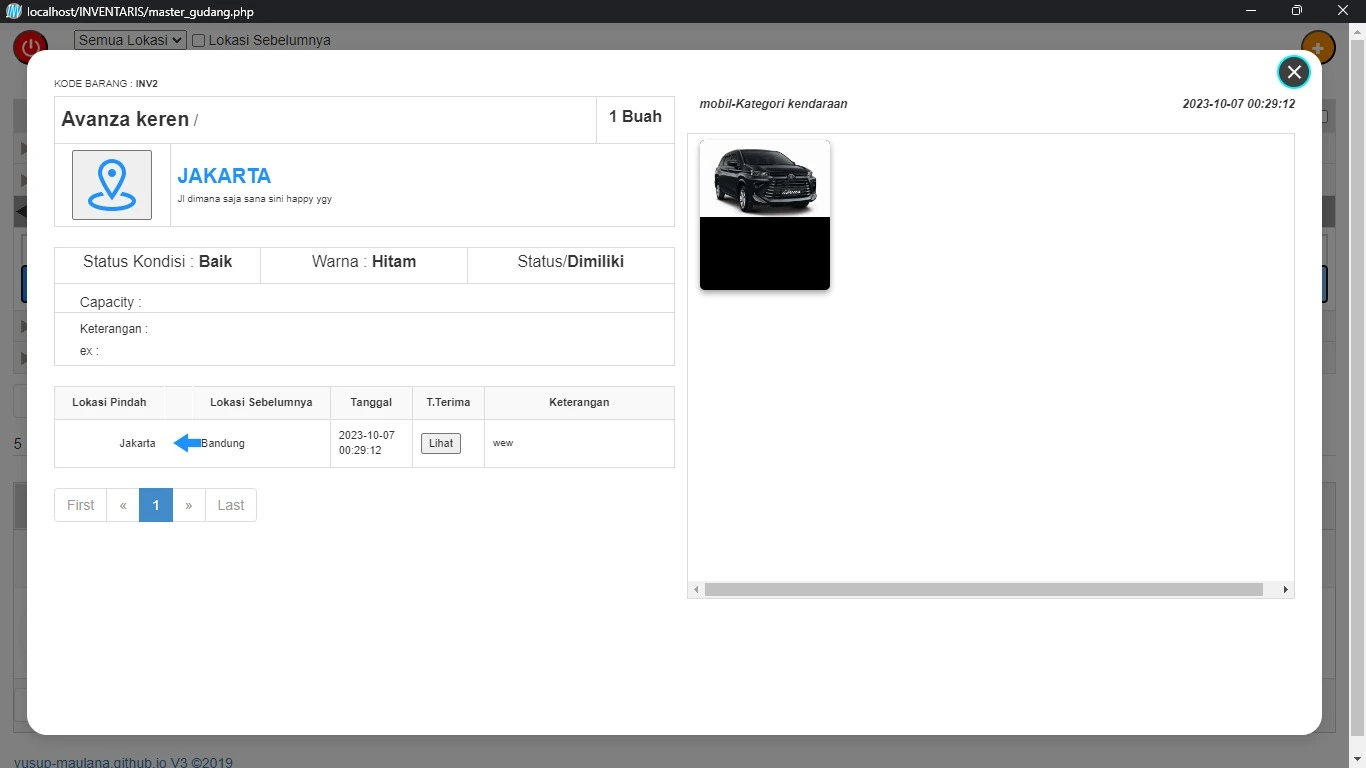 localhost/INVENTARIS/master_gudang.php
Semua Lokasi Lokasi Sebelumnya
KODE BARANG : INV2
Avanza keren /
1 Buah
JAKARTA
Jl dimana saja sana sini happy ygy
Status Kondisi : Baik
Warna : Hitam
Status/Dimiliki
Capacity :
Keterangan :
ex :
Lokasi Pindah Lokasi Sebelumnya Tanggal T.Terima Keterangan
Jakarta Bandung 2023-10-07 00:29:12 Lihat wew
First « 1 » Last
mobil-Kategori kendaraan
2023-10-07 00:29:12
5
yusup-maulana.github.io V3 ©2019